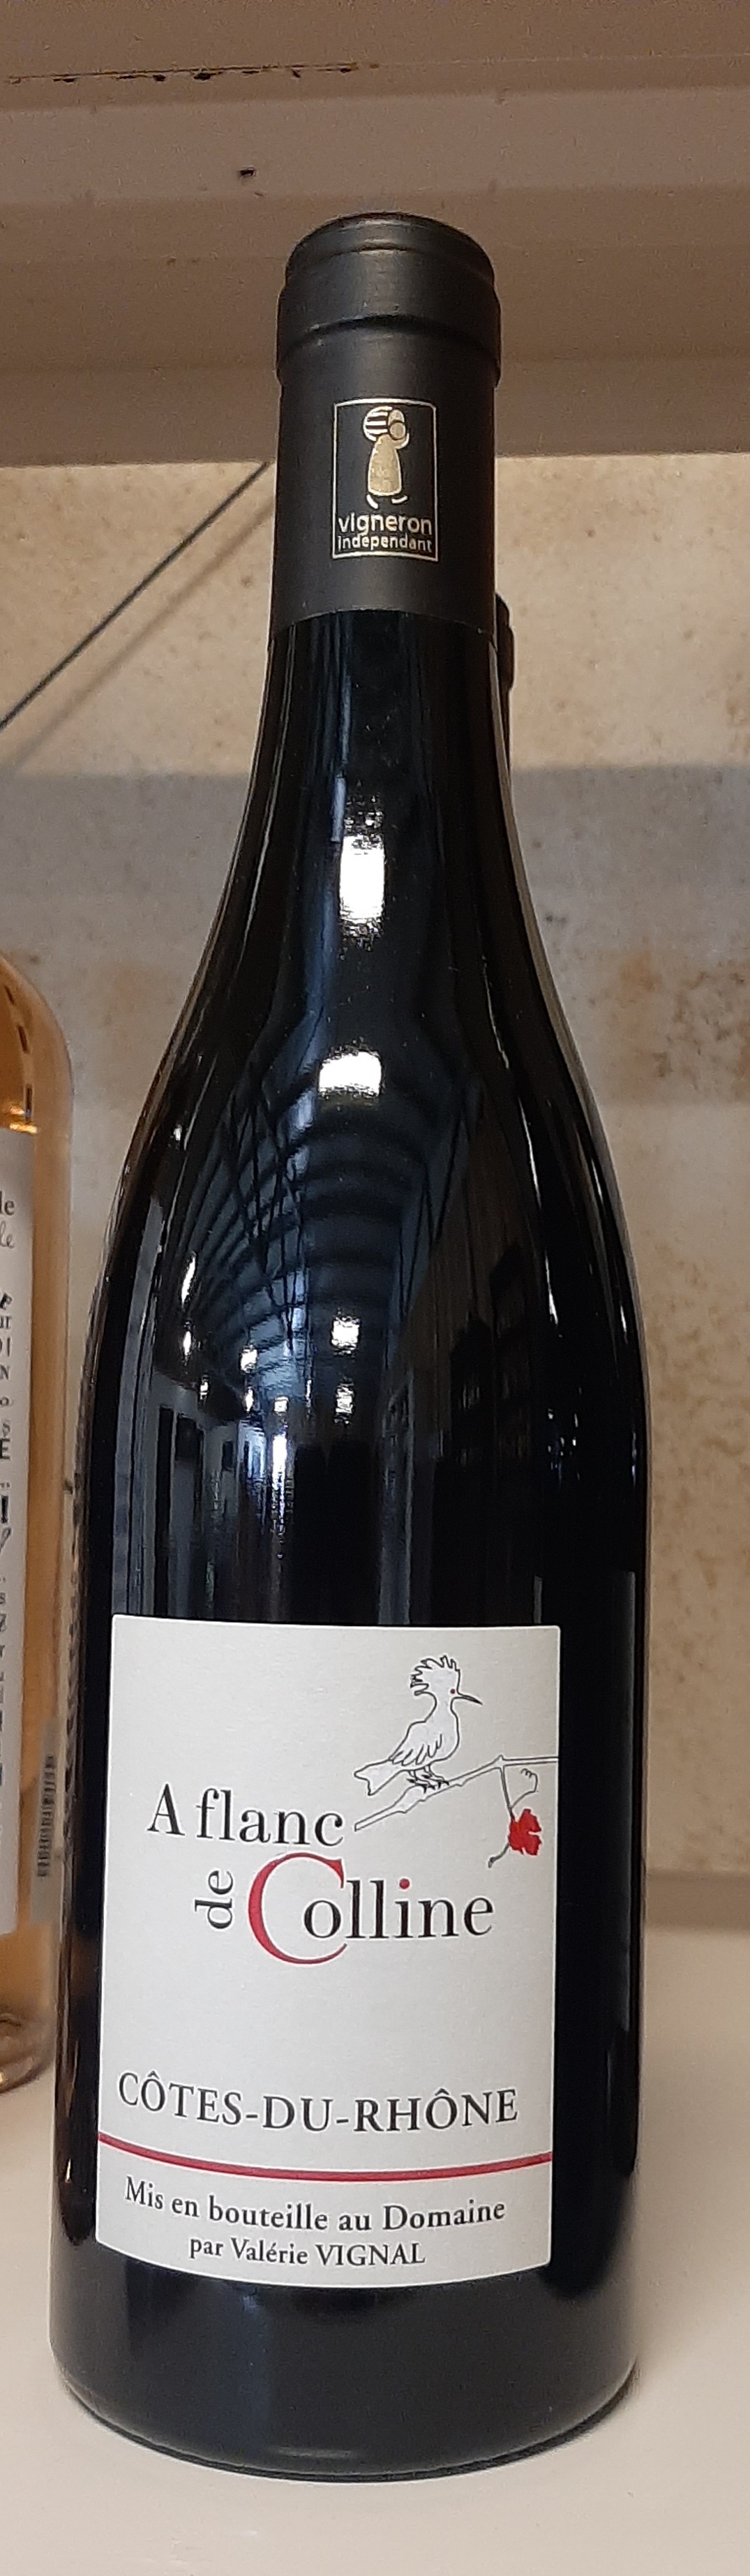 vigneron
indépendant
A flanc
de Colline
CÔTES-DU-RHÔNE
Mis en bouteille au Domaine
par Valérie VIGNAL